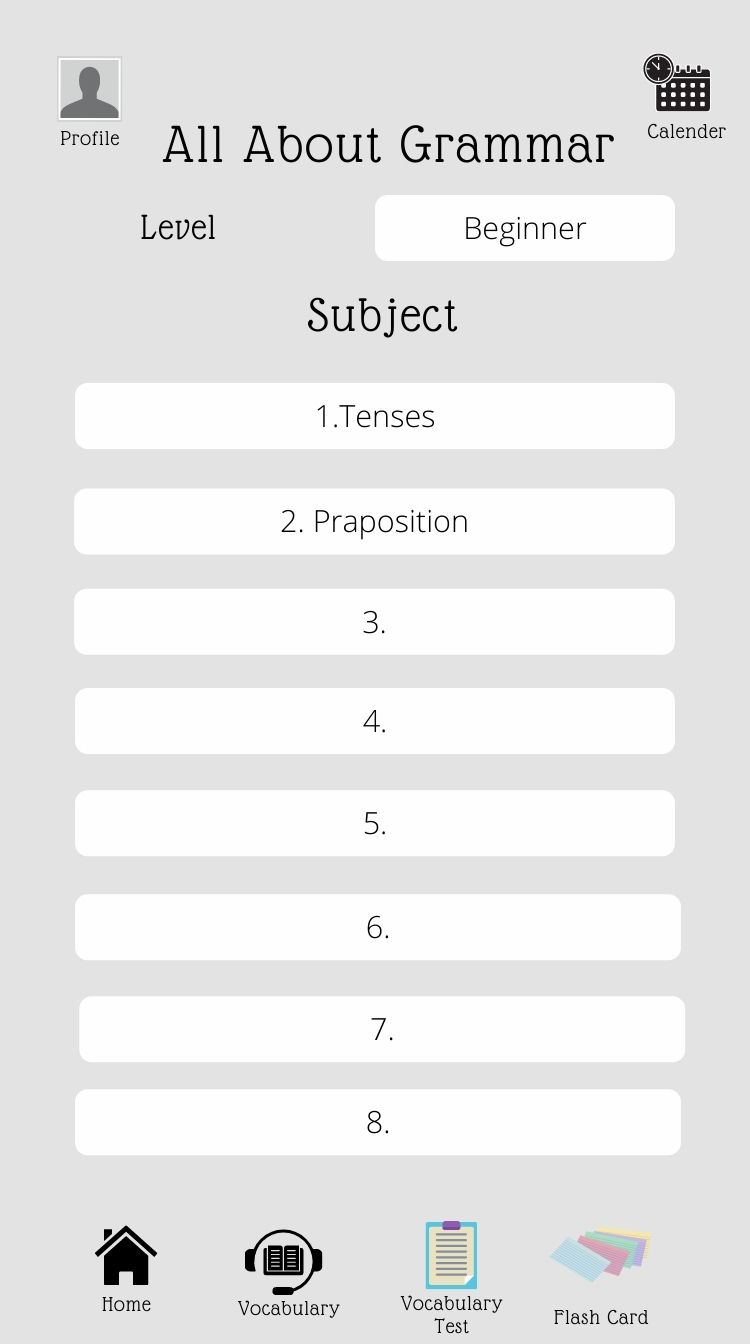 Profile
Calender
All About Grammar
Level
Beginner
Subject
1.Tenses
2. Praposition
3.
4.
5.
6.
7.
8.
Home
Vocabulary
Vocabulary
Test
Flash Card